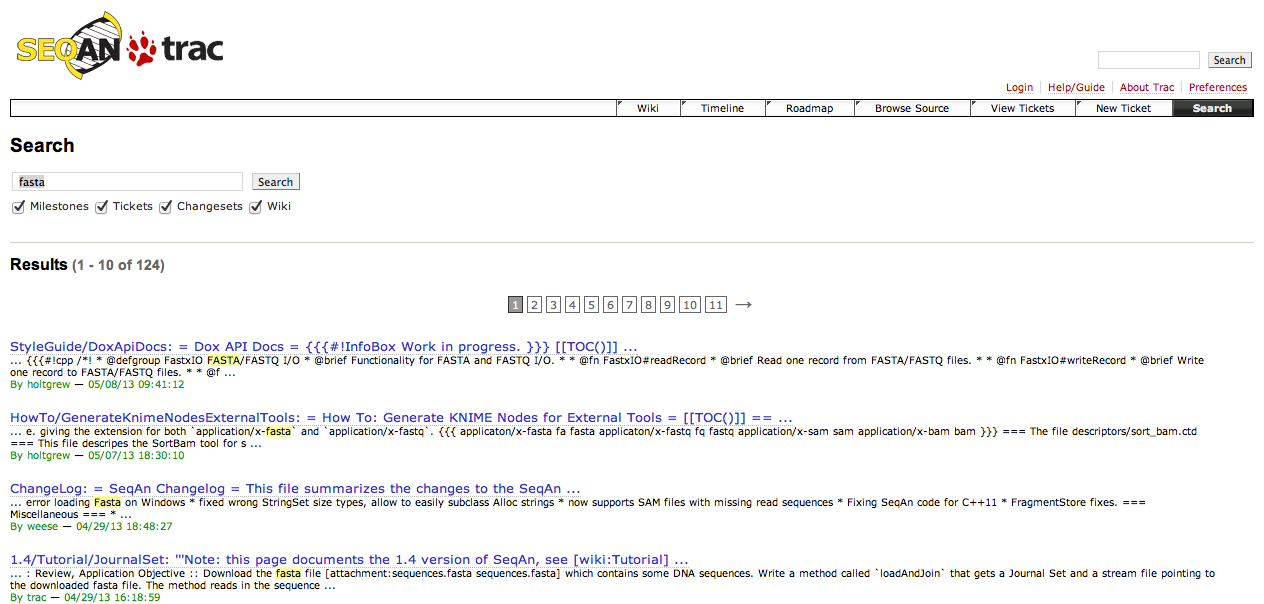 SEQAN trac
Search
Login Help/Guide About Trac Preferences
Wiki Timeline Roadmap Browse Source View Tickets New Ticket Search
Search
fasta Search
Milestones Tickets Changesets Wiki
Results (1 - 10 of 124)
1 2 3 4 5 6 7 8 9 10 11 →
StyleGuide/DoxApiDocs: = Dox API Docs = {{{#!InfoBox Work in progress. }}} [[TOC()]] ...
... {{{#!cpp /*! * @defgroup FastxIO FASTA/FASTQ I/O * @brief Functionality for FASTA and FASTQ I/O. * * @fn FastxIO#readRecord * @brief Read one record from FASTA/FASTQ files. * * @fn FastxIO#writeRecord * @brief Write
one record to FASTA/FASTQ files. * * @f ...
By holtgrew — 05/08/13 09:41:12
HowTo/GenerateKnimeNodesExternalTools: = How To: Generate KNIME Nodes for External Tools = [[TOC()]] == ...
... e. giving the extension for both `application/x-fasta` and `application/x-fastq`. {{{ applicaton/x-fasta fa fasta applicaton/x-fastq fq fastq application/x-sam sam application/x-bam bam }}} === The file descriptors/sort_bam.ctd
=== This file descripes the SortBam tool for s ...
By holtgrew — 05/07/13 18:30:10
ChangeLog: = SeqAn Changelog = This file summarizes the changes to the SeqAn ...
... error loading Fasta on Windows * fixed wrong StringSet size types, allow to easily subclass Alloc strings * now supports SAM files with missing read sequences * Fixing SeqAn code for C++11 * FragmentStore fixes. ===
Miscellaneous === * ...
By weese — 04/29/13 18:48:27
1.4/Tutorial/JournalSet: '''Note: this page documents the 1.4 version of SeqAn, see [wiki:Tutorial] ...
... : Review, Application Objective :: Download the fasta file [attachment:sequences.fasta sequences.fasta] which contains some DNA sequences. Write a method called `loadAndJoin` that gets a Journal Set and a stream file pointing to
the downloaded fasta file. The method reads in the sequence ...
By trac — 04/29/13 16:18:59